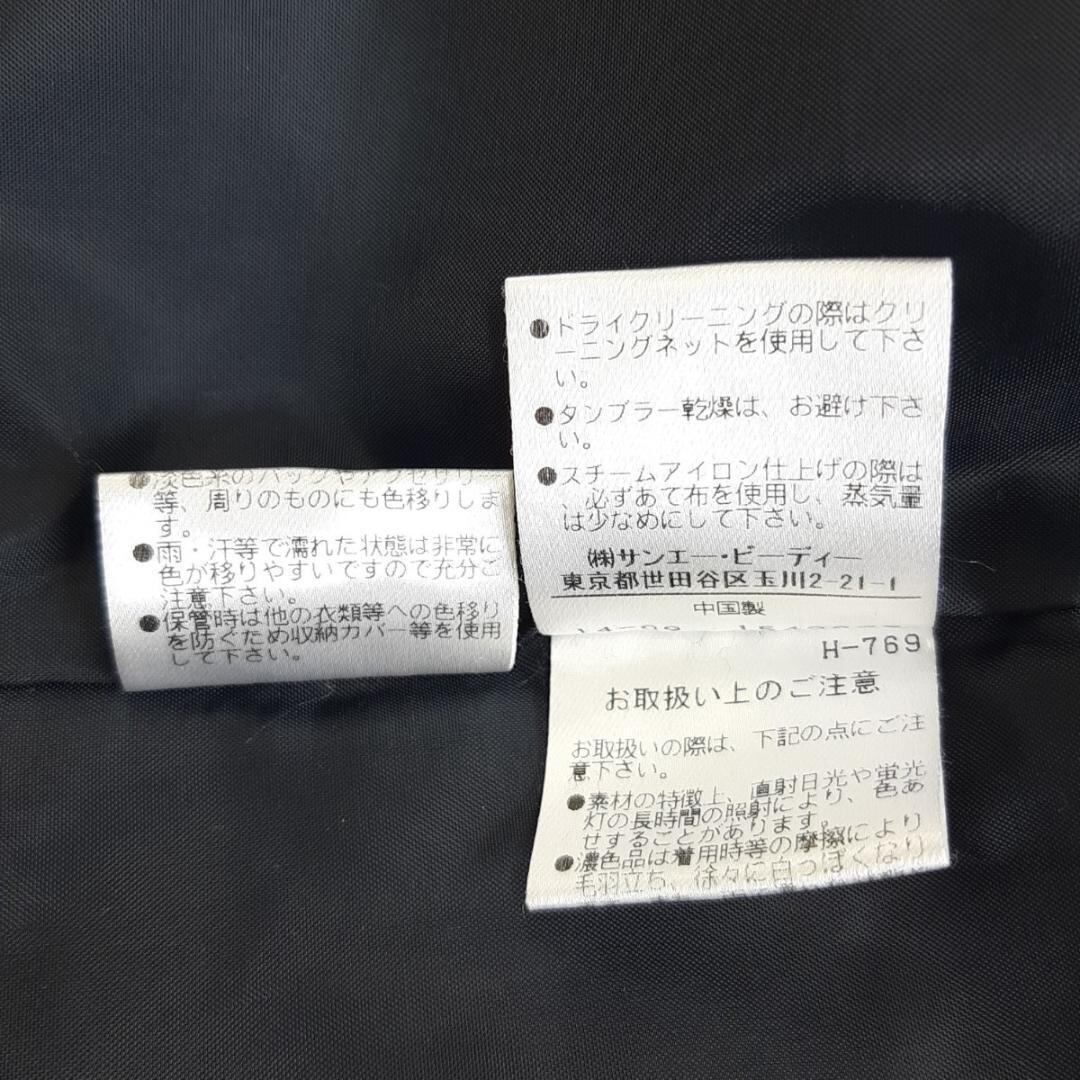 ●ドライクリーニングの際はクリ
ーニングネットを使用して下さ
い。
●タンブラー乾燥は、お避け下さ
い。
●スチームアイロン仕上げの際は
、必ずあて布を使用し、蒸気量
は少なめにして下さい。
㈱サンエー・ビーディー
東京都世田谷区玉川2-21-1
中国製
H-769
お取扱い上のご注意
お取扱いの際は、下記の点にご注
意下さい。
●素材の特徴上、直射日光や蛍光
灯の長時間の照射により、色あ
せすることがあります。
●濃色品は着用時等の摩擦により
毛羽立ち、徐々に白っぽくなり
●淡色系のバッグやアクセサリー
等、周りのものにも色移りしま
す。
●雨・汗等で濡れた状態は非常に
色が移りやすいですので充分ご
注意下さい。
●保管時は他の衣類等への色移り
を防ぐため収納カバー等を使用
して下さい。